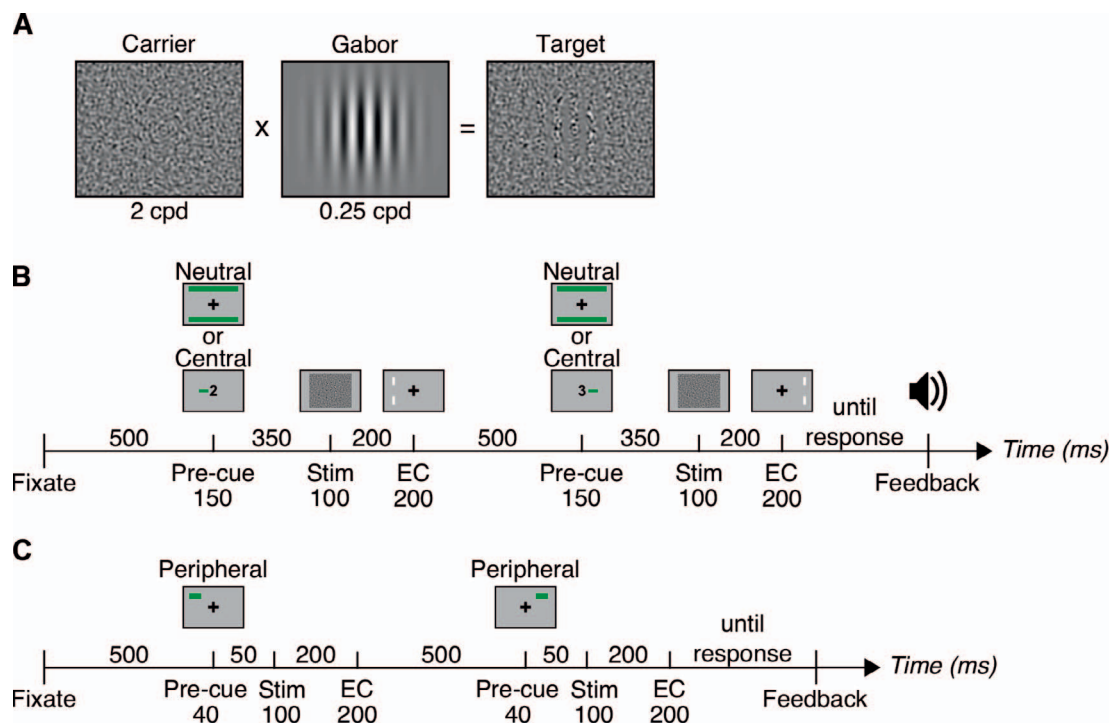 A
Carrier Gabor Target
x =
2 cpd 0.25 cpd
B
Neutral Neutral
+ +
or or
Central Central
-2 + 3- +
until
500 350 200 500 350 200 response Time (ms)
Fixate Pre-cue Stim EC Pre-cue Stim EC Feedback
150 100 200 150 100 200
C
Peripheral Peripheral
+ +
until
500 50 200 500 50 200 response Time (ms)
Fixate Pre-cue Stim EC Pre-cue Stim EC Feedback
40 100 200 40 100 200